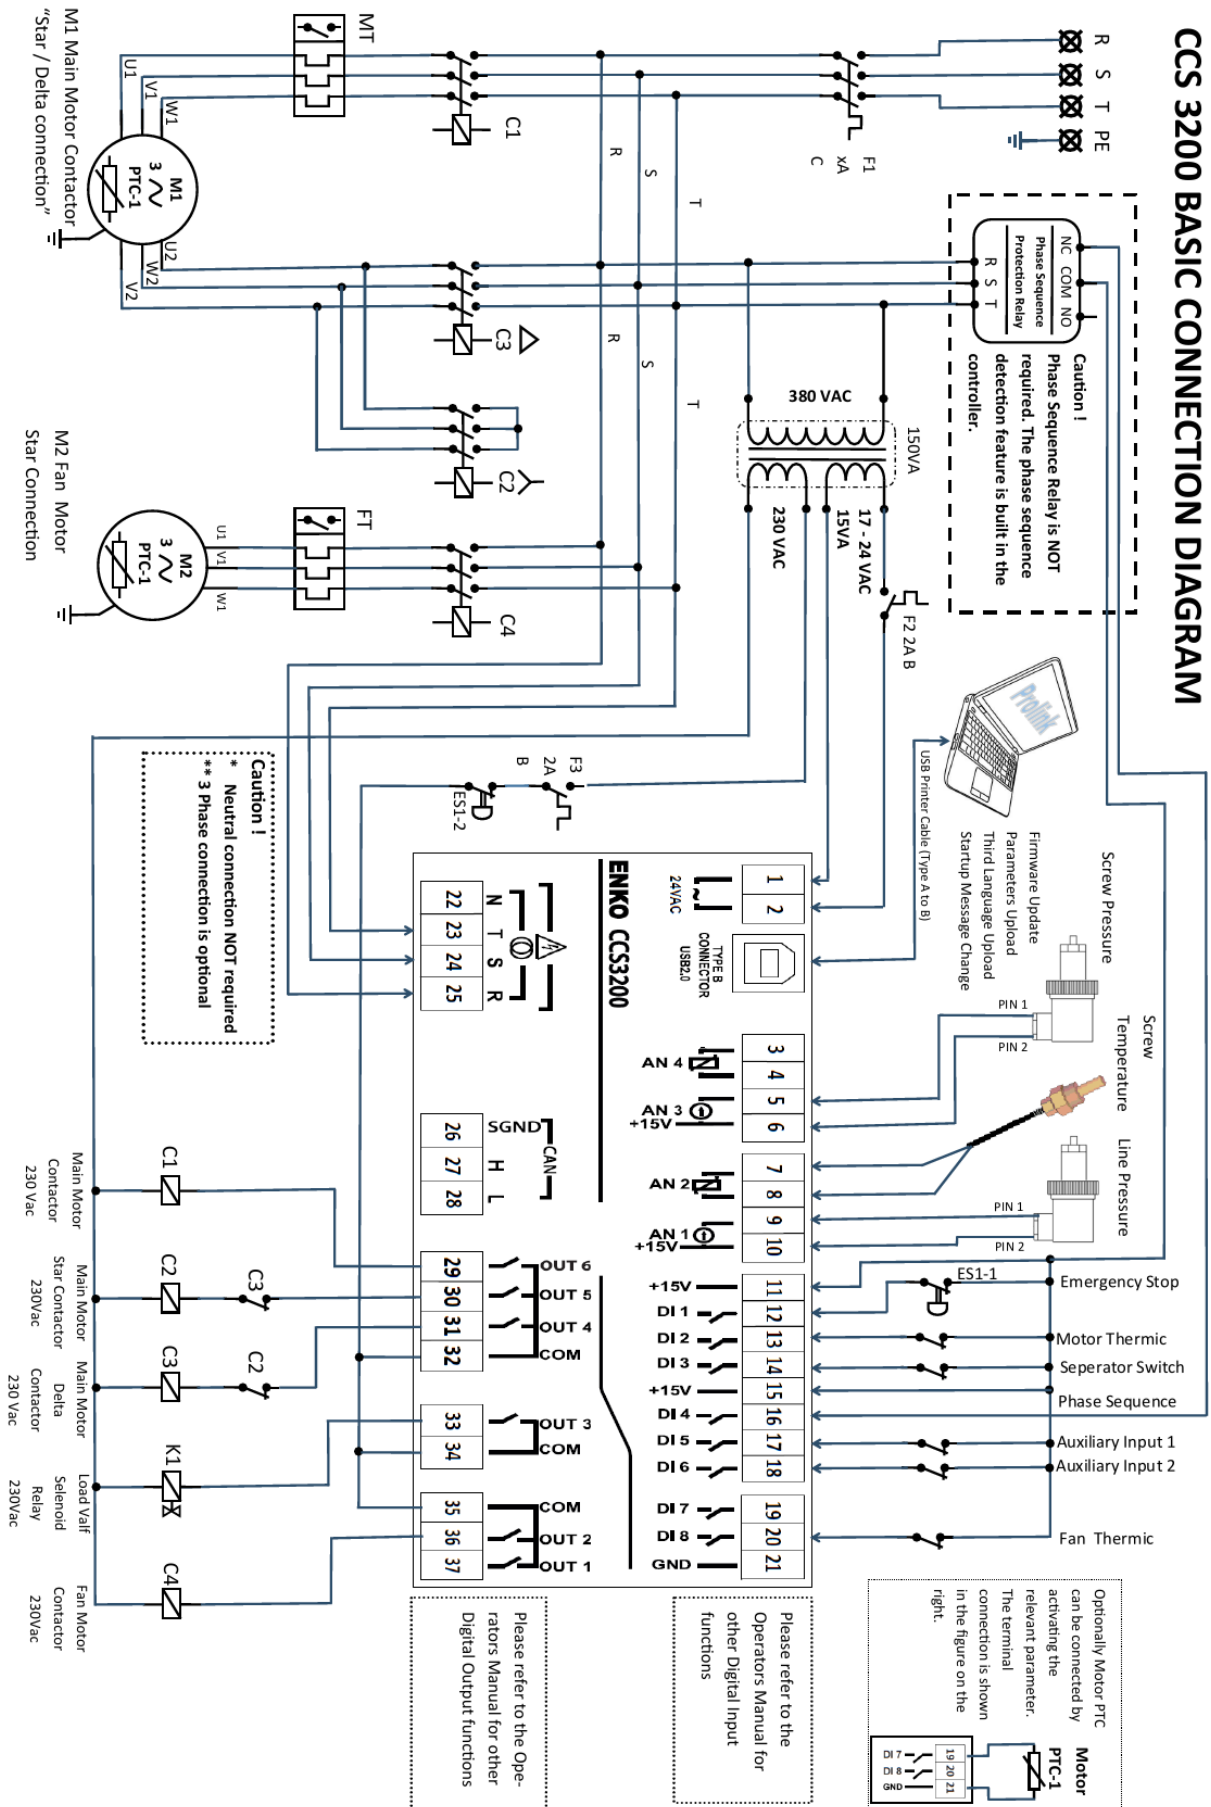 CCS 3200 BASIC CONNECTION DIAGRAM
R
S
T
PE
F1
xA
C
C1
MT
M1 Main Motor Contactor
"Star / Delta connection"
U1
V1
W1
M1
3
PTC-1
U2
W2
V2
R
S
T
NC COM NO
Phase Sequence
Protection Relay
R S T
Caution !
Phase Sequence Relay is NOT
required. The phase sequence
detection feature is built in the
controller.
C3
R
S
T
C2
380 VAC
150VA
230 VAC
17 - 24 VAC
15VA
F2 2A B
M2 Fan Motor
Star Connection
FT
C4
U1
V1
W1
M2
3
PTC-1
Prolink
USB Printer Cable (Type A to B)
Firmware Update
Parameters Upload
Third Language Upload
Startup Message Change
F3
2A
B
ES1-2
Caution !
* Neutral connection NOT required
** 3 Phase connection is optional
Screw Pressure
PIN 1
PIN 2
Screw
Temperature
Line Pressure
PIN 1
PIN 2
ENKO CCS3200
1
2
24VAC
TYPE B
CONNECTOR
USB2.0
3
4
AN 4
5
6
AN 3
+15V
7
8
AN 2
9
10
AN 1
+15V
11
+15V
12
DI 1
13
DI 2
14
DI 3
15
+15V
16
DI 4
17
DI 5
18
DI 6
19
DI 7
20
DI 8
21
GND
22
N
23
T
24
S
25
R
26
SGND
27
H
28
L
CAN
29
OUT 6
30
OUT 5
31
OUT 4
32
COM
33
OUT 3
34
COM
35
COM
36
OUT 2
37
OUT 1
ES1-1
Emergency Stop
Motor Thermic
Seperator Switch
Phase Sequence
Auxiliary Input 1
Auxiliary Input 2
Fan Thermic
C1
Main Motor
Contactor
230 Vac
C2
C3
Main Motor
Star Contactor
230Vac
C3
C2
Main Motor
Delta
Contactor
230 Vac
K1
Load Valf
Selenoid
Relay
230Vac
C4
Fan Motor
Contactor
230Vac
Please refer to the Ope-
rators Manual for other
Digital Output functions
Please refer to the
Operators Manual for
other Digital Input
functions
Optionally Motor PTC
can be connected by
activating the
relevant parameter.
The terminal
connection is shown
in the figure on the
right.
Motor
PTC-1
19
20
21
DI 7
DI 8
GND